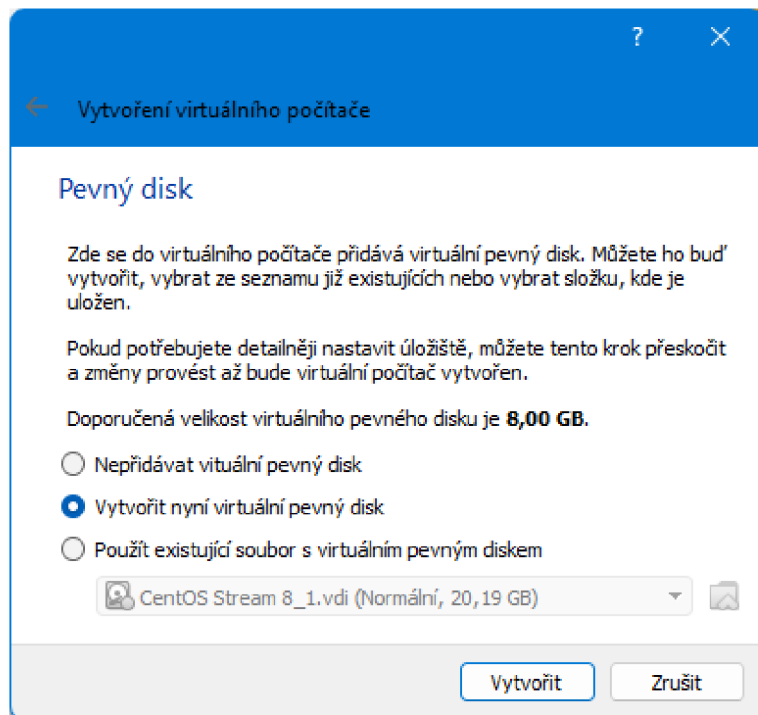 ?
Vytvoření virtuálního počítače
Pevný disk
Zde se do virtuálního počítače přidává virtuální pevný disk. Můžete ho buď
vytvořit, vybrat ze seznamu již existujících nebo vybrat složku, kde je
uložen.
Pokud potřebujete detailněji nastavit úložiště, můžete tento krok přeskočit
a změny provést až bude virtuální počítač vytvořen.
Doporučená velikost virtuálního pevného disku je 8,00 GB.
Nepřidávat vituální pevný disk
Vytvořit nyní virtuální pevný disk
Použít existující soubor s virtuálním pevným diskem
CentOS Stream 8_1.vdi (Normální, 20,19 GB)
Vytvořit Zrušit